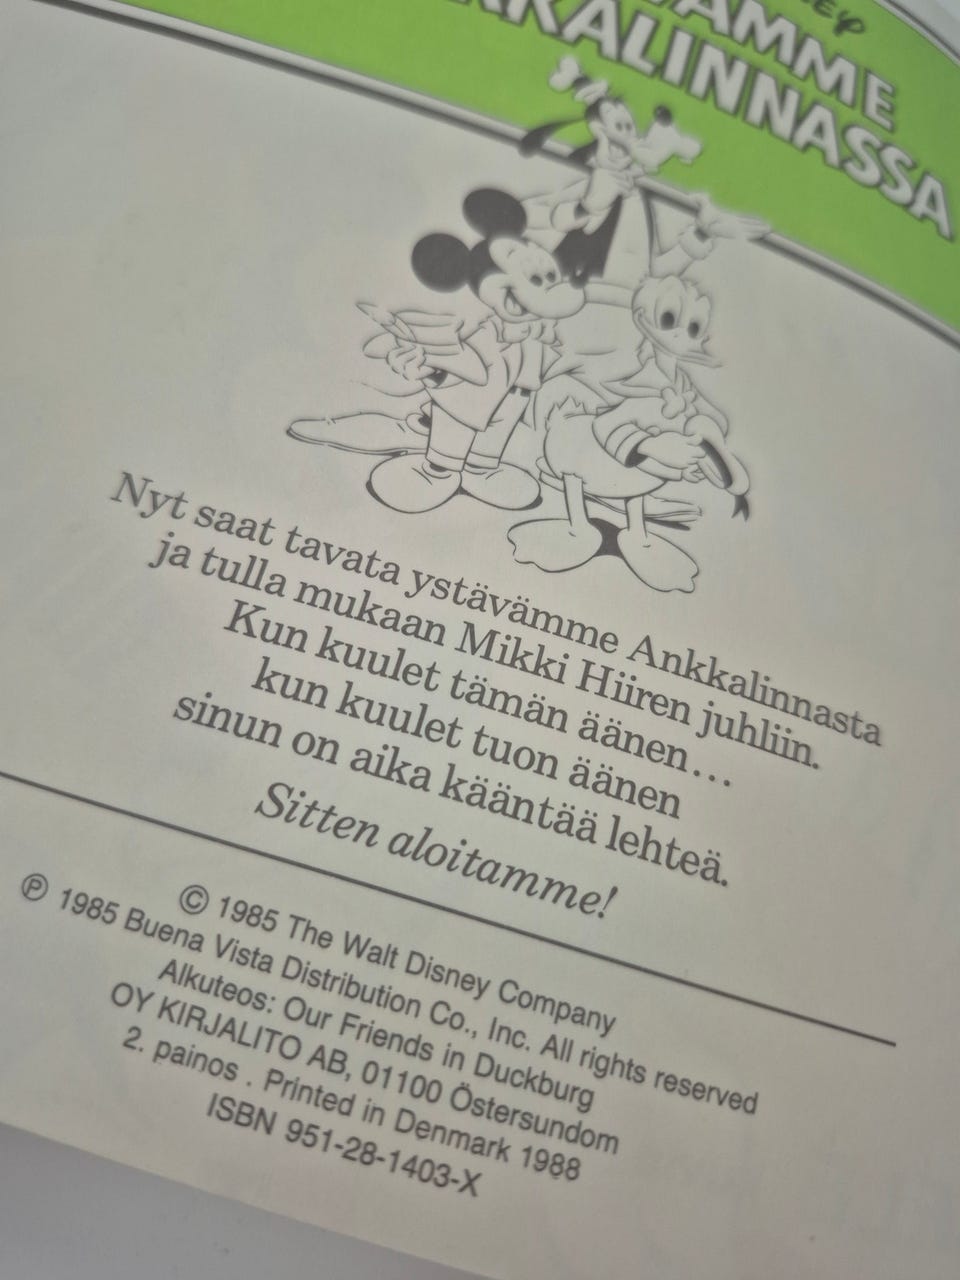 LINNASSA
Nyt saat tavata ystävämme Ankkalinnasta
ja tulla mukaan Mikki Hiiren juhliin.
Kun kuulet tämän äänen...
kun kuulet tuon äänen
sinun on aika kääntää lehteä.
Sitten aloitamme!
© 1985 The Walt Disney Company
℗ 1985 Buena Vista Distribution Co., Inc. All rights reserved
Alkuteos: Our Friends in Duckburg
OY KIRJALITO AB, 01100 Östersundom
2. painos . Printed in Denmark 1988
ISBN 951-28-1403-X